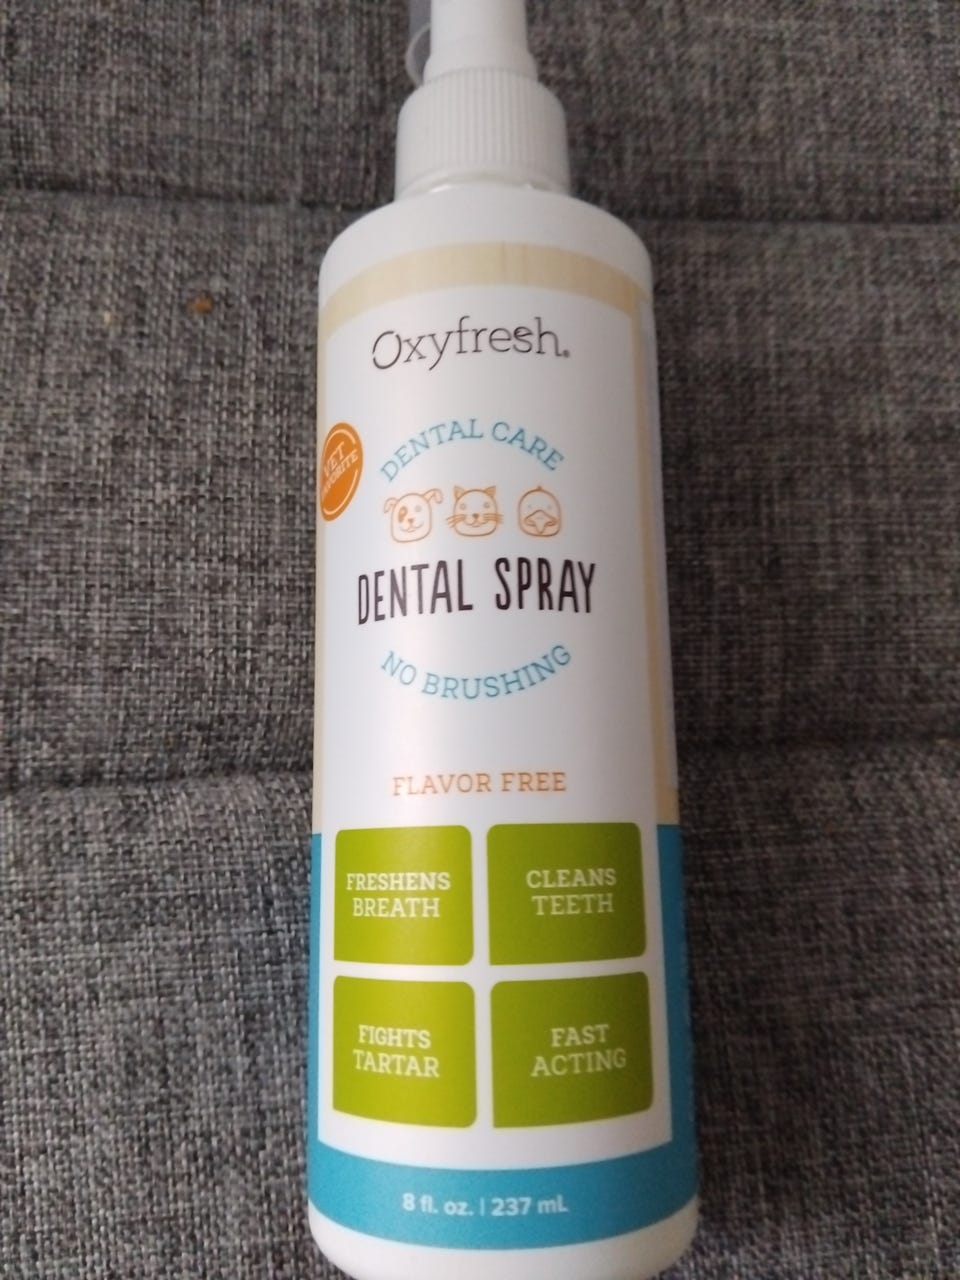 Oxyfresh®
DENTAL CARE
VET
FAVORITE
DENTAL SPRAY
NO BRUSHING
FLAVOR FREE
FRESHENS
BREATH
CLEANS
TEETH
FIGHTS
TARTAR
FAST
ACTING
8 fl. oz. | 237 mL